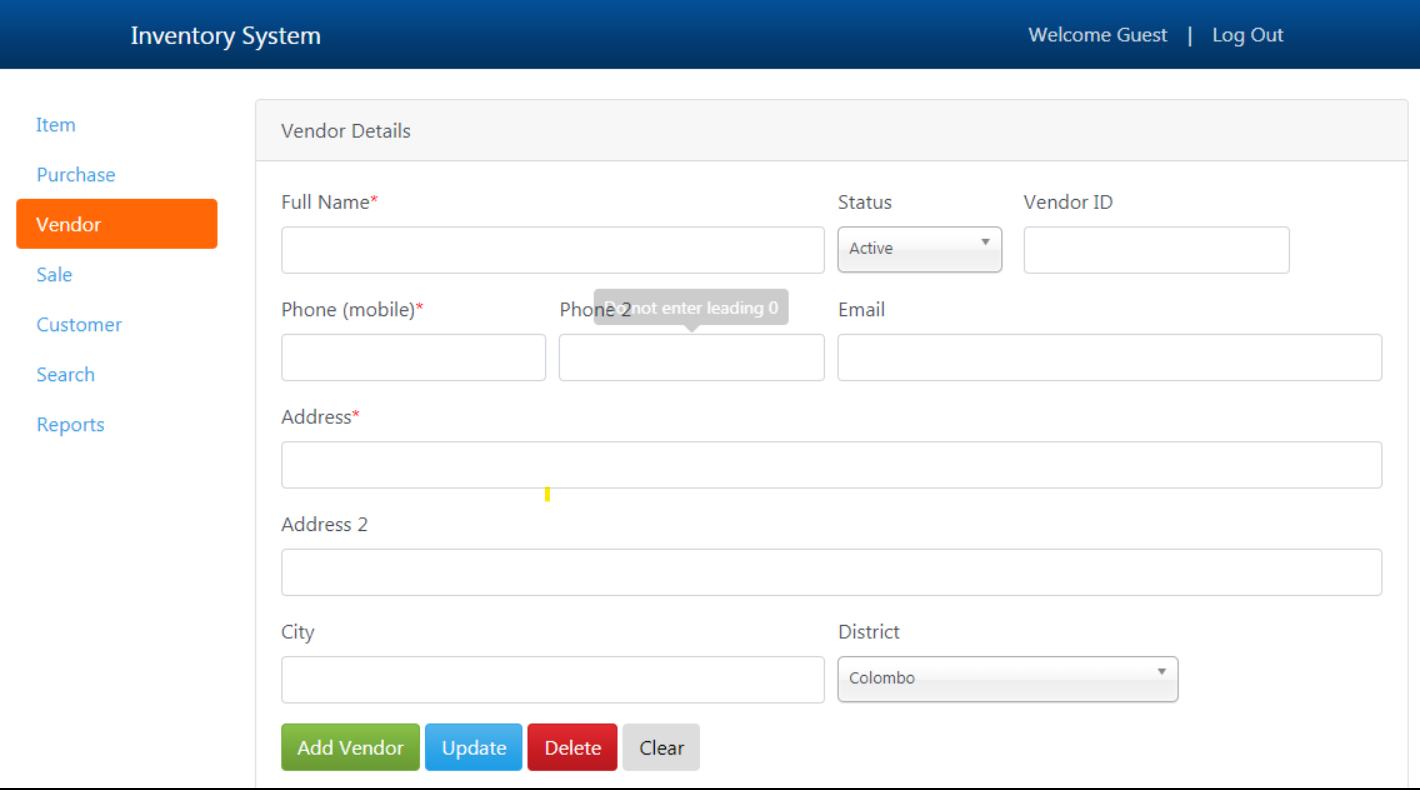 Inventory System
Welcome Guest | Log Out
Item
Purchase
Vendor
Sale
Customer
Search
Reports
Vendor Details
Full Name*
Status
Vendor ID
Active
Phone (mobile)*
Phone 2
Do not enter leading 0
Email
Address*
Address 2
City
District
Colombo
Add Vendor
Update
Delete
Clear